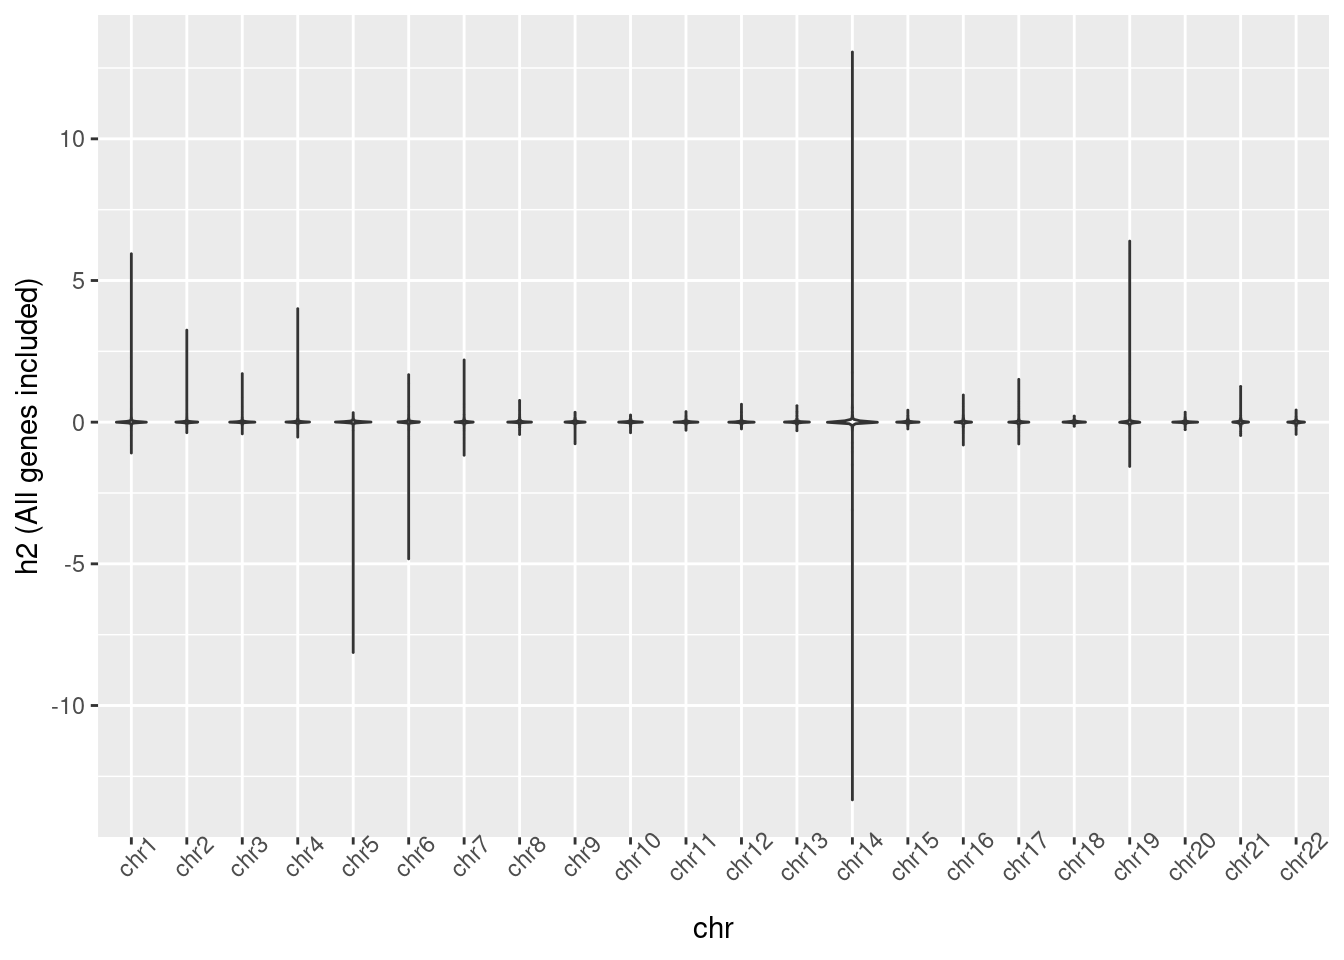 h2 (All genes included)
10
5
0
-5
-10
chr1 chr2 chr3 chr4 chr5 chr6 chr7 chr8 chr9 chr10 chr11 chr12 chr13 chr14 chr15 chr16 chr17 chr18 chr19 chr20 chr21 chr22
chr